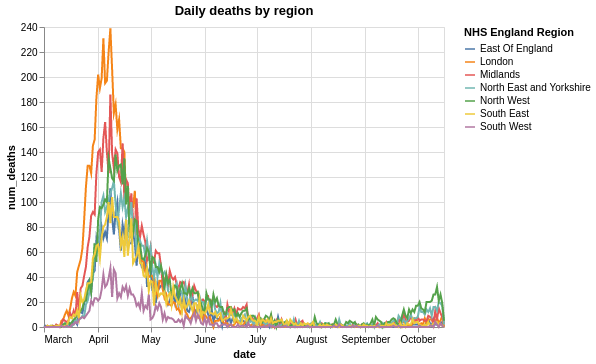 Daily deaths by region
NHS England Region
East Of England
London
Midlands
North East and Yorkshire
North West
South East
South West
num_deaths
240
220
200
180
160
140
120
100
80
60
40
20
0
March April May June July August September October
date